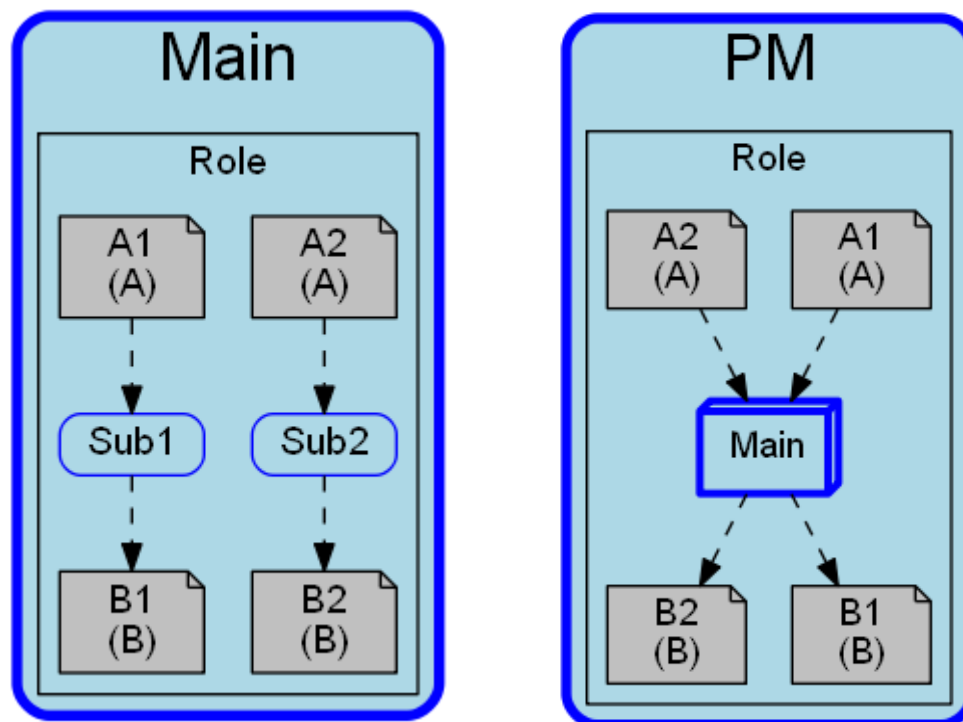 Main
Role
A1
(A)
A2
(A)
Sub1
Sub2
B1
(B)
B2
(B)
PM
Role
A2
(A)
A1
(A)
Main
B2
(B)
B1
(B)